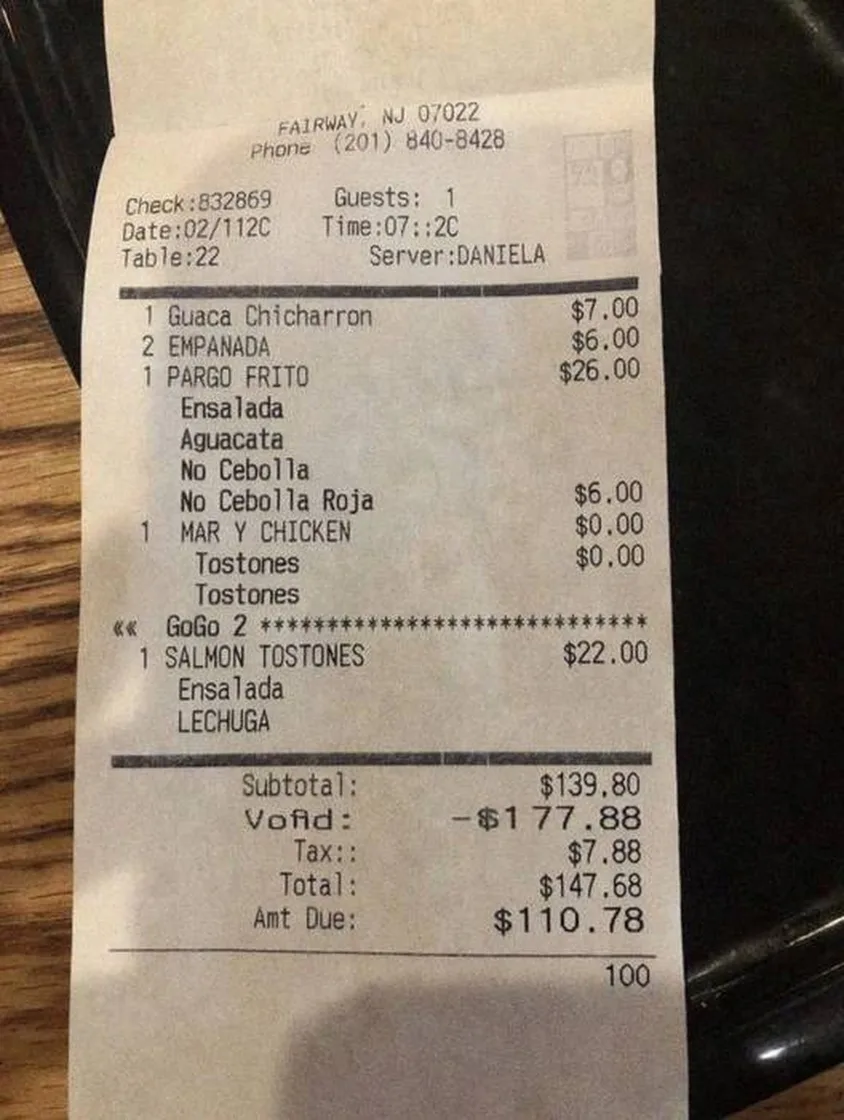 FAIRWAY, NJ 07022
Phone (201) 840-8428
Check:832869 Guests: 1
Date:02/112C Time:07::2C
Table:22 Server:DANIELA
1 Guaca Chicharron $7.00
2 EMPANADA $6.00
1 PARGO FRITO $26.00
Ensalada
Aguacata
No Cebolla
No Cebolla Roja $6.00
1 MAR Y CHICKEN $0.00
Tostones $0.00
Tostones
«« GoGo 2 *****************************
1 SALMON TOSTONES $22.00
Ensalada
LECHUGA
Subtotal: $139.80
Vofid: -$177.88
Tax:: $7.88
Total: $147.68
Amt Due: $110.78
100